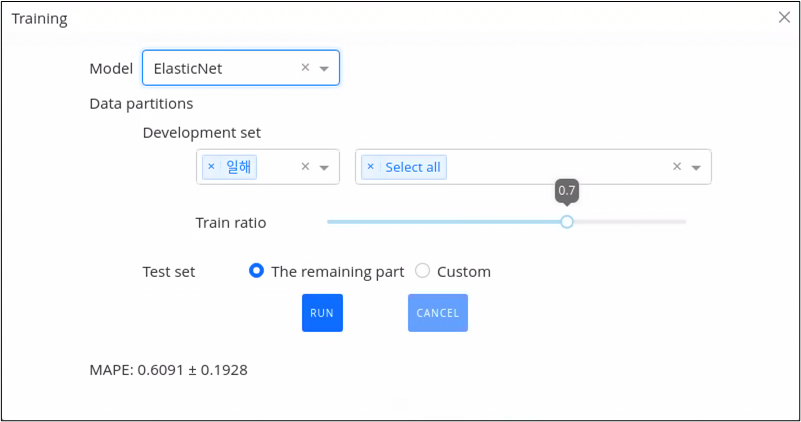 Training
Model ElasticNet
Data partitions
Development set
일해 Select all
0.7
Train ratio
Test set The remaining part Custom
RUN CANCEL
MAPE: 0.6091 ± 0.1928